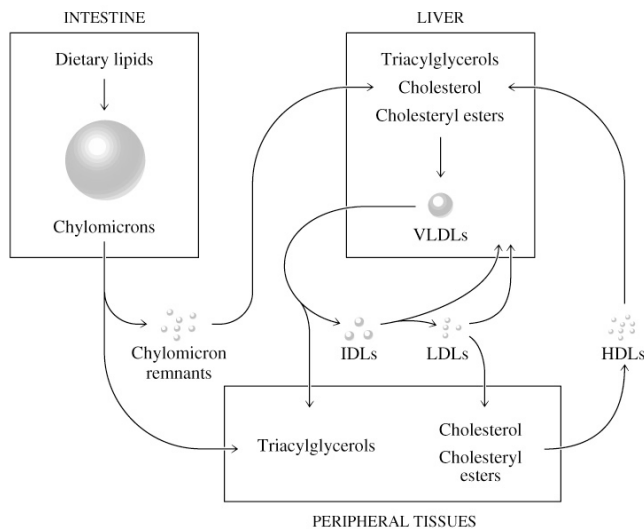 INTESTINE
Dietary lipids
Chylomicrons
LIVER
Triacylglycerols
Cholesterol
Cholesteryl esters
VLDLs
Chylomicron
remnants
IDLs
LDLs
HDLs
Triacylglycerols
Cholesterol
Cholesteryl
esters
PERIPHERAL TISSUES